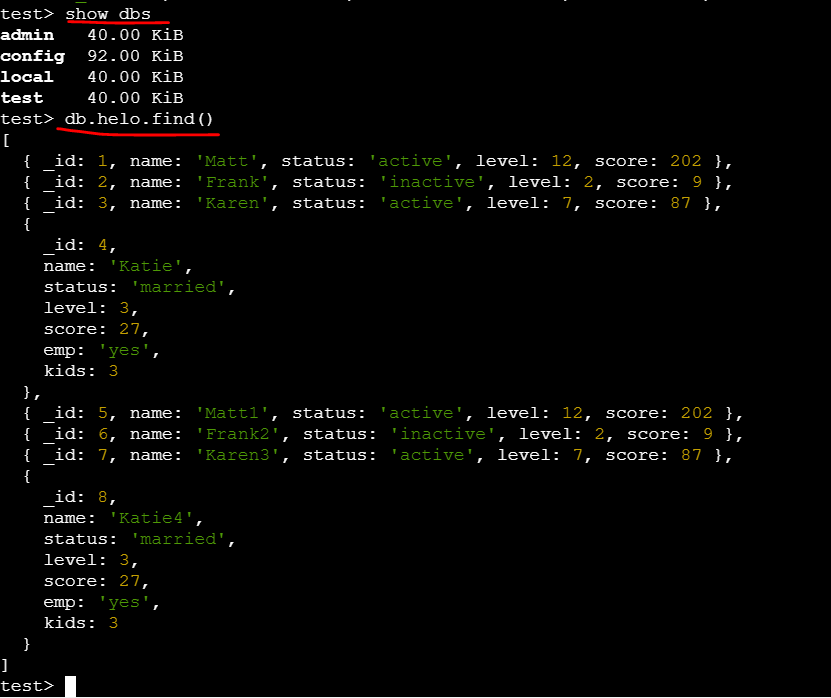 test> show dbs
admin   40.00 KiB
config  92.00 KiB
local   40.00 KiB
test    40.00 KiB
test> db.helo.find()
[
  { _id: 1, name: 'Matt', status: 'active', level: 12, score: 202 },
  { _id: 2, name: 'Frank', status: 'inactive', level: 2, score: 9 },
  { _id: 3, name: 'Karen', status: 'active', level: 7, score: 87 },
  {
    _id: 4,
    name: 'Katie',
    status: 'married',
    level: 3,
    score: 27,
    emp: 'yes',
    kids: 3
  },
  { _id: 5, name: 'Matt1', status: 'active', level: 12, score: 202 },
  { _id: 6, name: 'Frank2', status: 'inactive', level: 2, score: 9 },
  { _id: 7, name: 'Karen3', status: 'active', level: 7, score: 87 },
  {
    _id: 8,
    name: 'Katie4',
    status: 'married',
    level: 3,
    score: 27,
    emp: 'yes',
    kids: 3
  }
]
test>